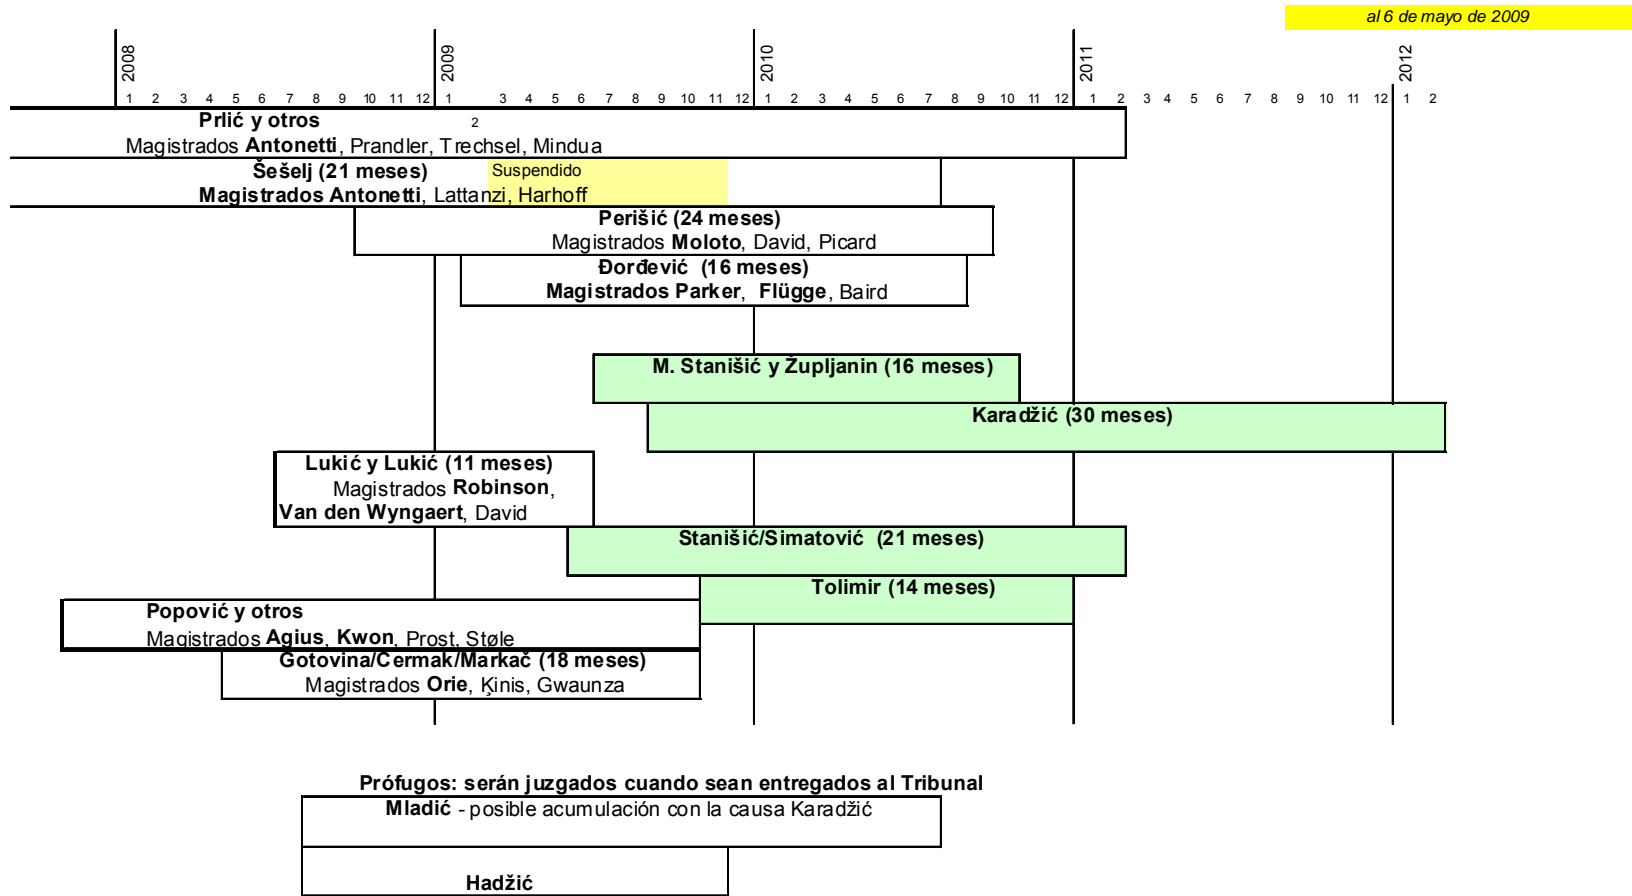 al 6 de mayo de 2009
2008 2009 2010 2011 2012
1 2 3 4 5 6 7 8 9 10 11 12 1 3 4 5 6 7 8 9 10 11 12 1 2 3 4 5 6 7 8 9 10 11 12 1 2 3 4 5 6 7 8 9 10 11 12 1 2
Prlić y otros 2
Magistrados Antonetti, Prandler, Trechsel, Mindua
Šešelj (21 meses) Suspendido
Magistrados Antonetti, Lattanzi, Harhoff
Perišić (24 meses)
Magistrados Moloto, David, Picard
Đorđević (16 meses)
Magistrados Parker, Flügge, Baird
M. Stanišić y Župljanin (16 meses)
Karadžić (30 meses)
Lukić y Lukić (11 meses)
Magistrados Robinson,
Van den Wyngaert, David
Stanišić/Simatović (21 meses)
Tolimir (14 meses)
Popović y otros
Magistrados Agius, Kwon, Prost, Støle
Gotovina/Cermak/Markač (18 meses)
Magistrados Orie, Ķinis, Gwaunza
Prófugos: serán juzgados cuando sean entregados al Tribunal
Mladić - posible acumulación con la causa Karadžić
Hadžić